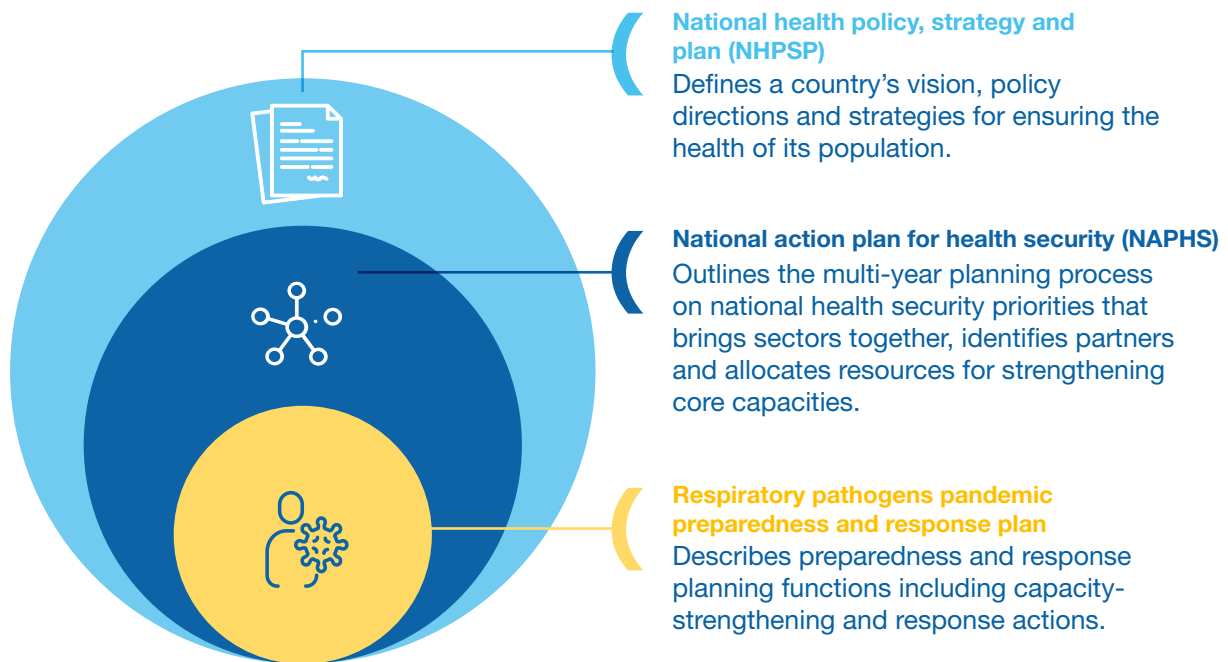 National health policy, strategy and
plan (NHPSP)
Defines a country’s vision, policy
directions and strategies for ensuring the
health of its population.
National action plan for health security (NAPHS)
Outlines the multi-year planning process
on national health security priorities that
brings sectors together, identifies partners
and allocates resources for strengthening
core capacities.
Respiratory pathogens pandemic
preparedness and response plan
Describes preparedness and response
planning functions including capacity-
strengthening and response actions.